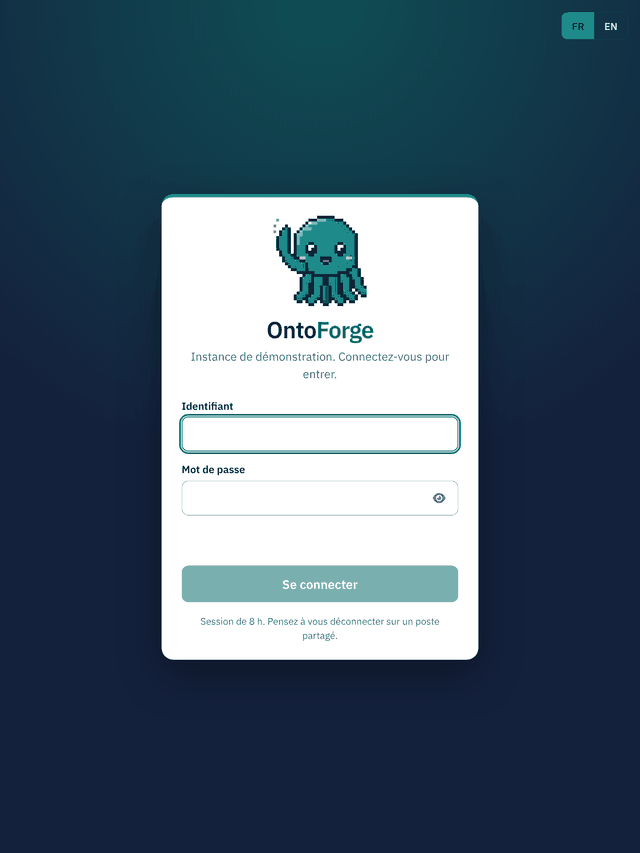 FR EN
OntoForge
Instance de démonstration. Connectez-vous pour
entrer.
Identifiant
Mot de passe
Se connecter
Session de 8 h. Pensez à vous déconnecter sur un poste
partagé.